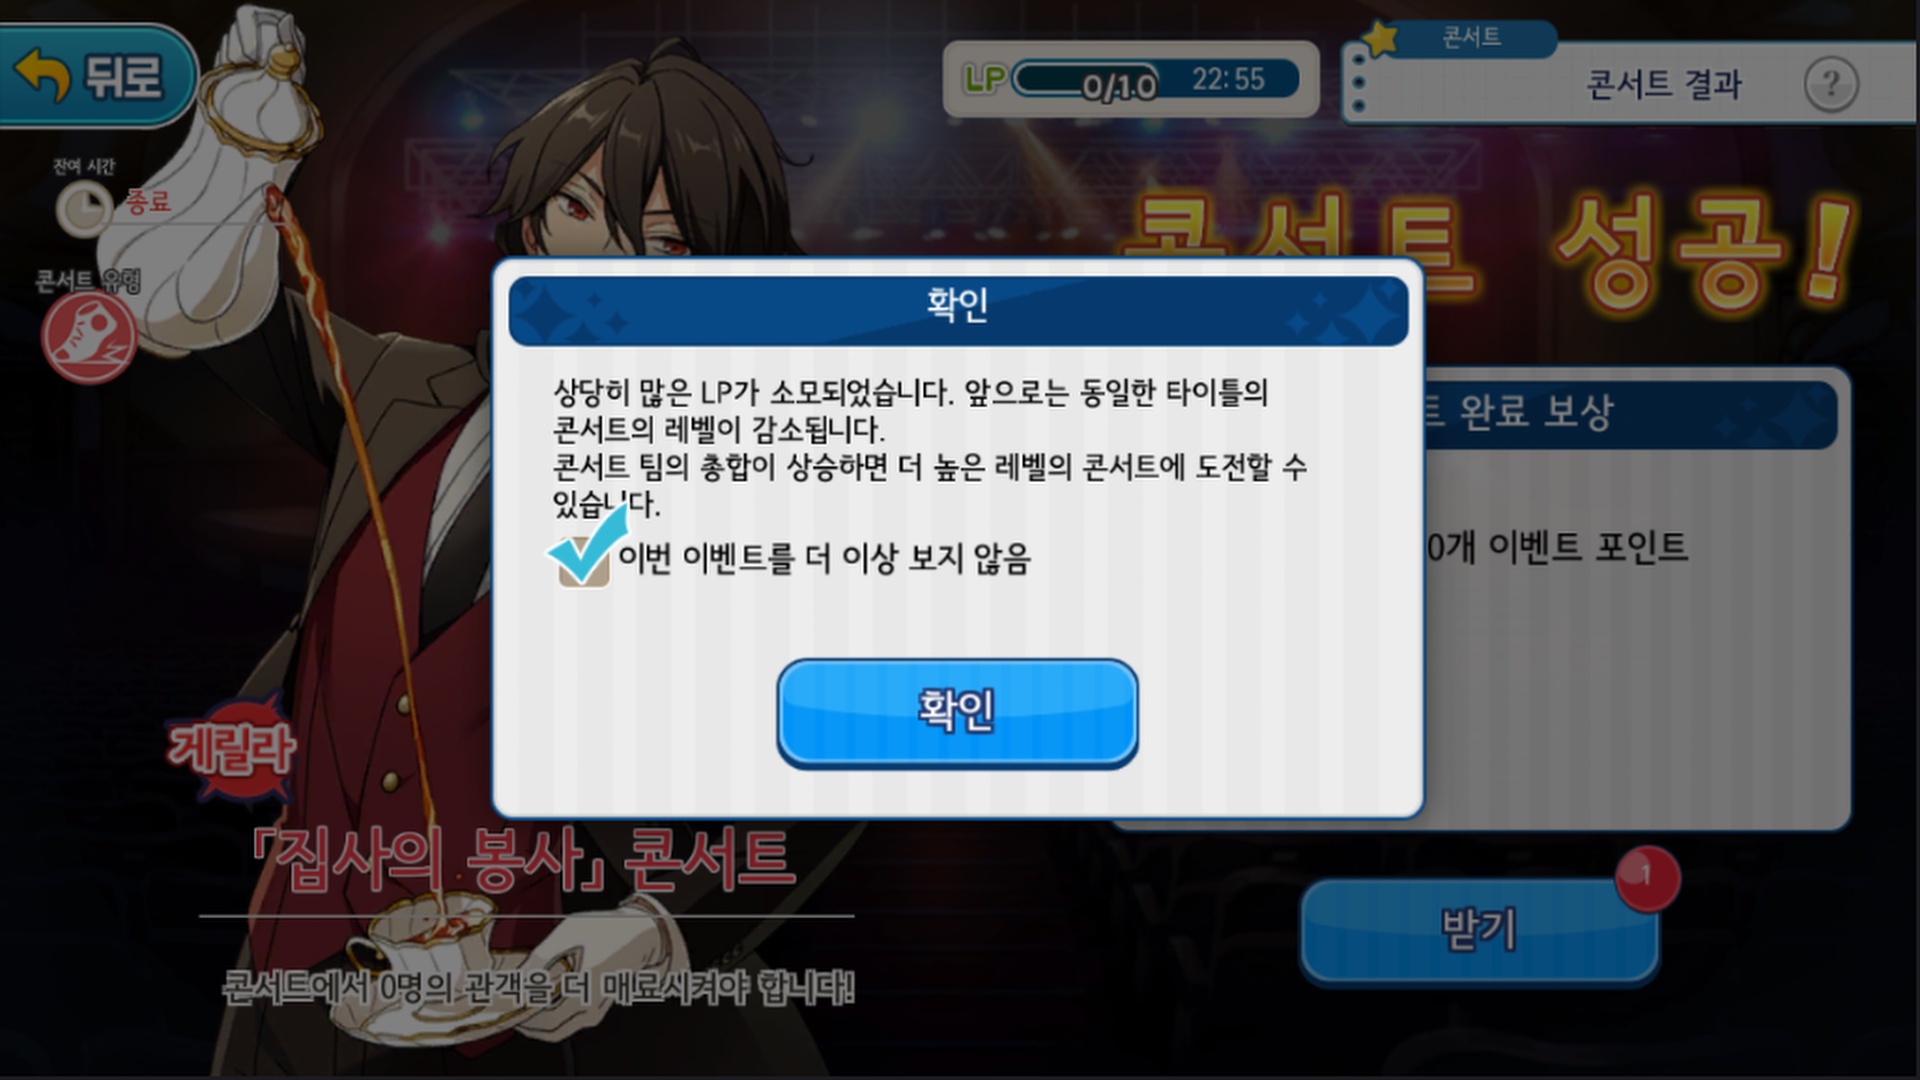 뒤로
LP 0/10 22:55
콘서트
콘서트 결과
?
잔여 시간
종료
콘서트 유형
콘서트 성공!
확인
상당히 많은 LP가 소모되었습니다. 앞으로는 동일한 타이틀의
콘서트의 레벨이 감소됩니다.
콘서트 팀의 총합이 상승하면 더 높은 레벨의 콘서트에 도전할 수
있습니다.
이번 이벤트를 더 이상 보지 않음
확인
트 완료 보상
0개 이벤트 포인트
게릴라
「집사의 봉사」 콘서트
콘서트에서 0명의 관객을 더 매료시켜야 합니다!
1
받기